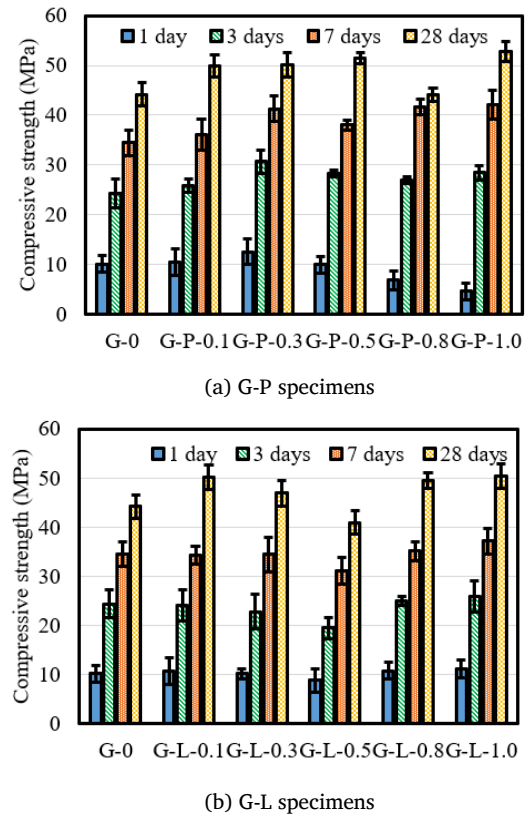 60
1 day 3 days 7 days 28 days
50
40
30
20
10
0
Compressive strength (MPa)
G-0 G-P-0.1 G-P-0.3 G-P-0.5 G-P-0.8 G-P-1.0
(a) G-P specimens
60
1 day 3 days 7 days 28 days
50
40
30
20
10
0
Compressive strength (MPa)
G-0 G-L-0.1 G-L-0.3 G-L-0.5 G-L-0.8 G-L-1.0
(b) G-L specimens